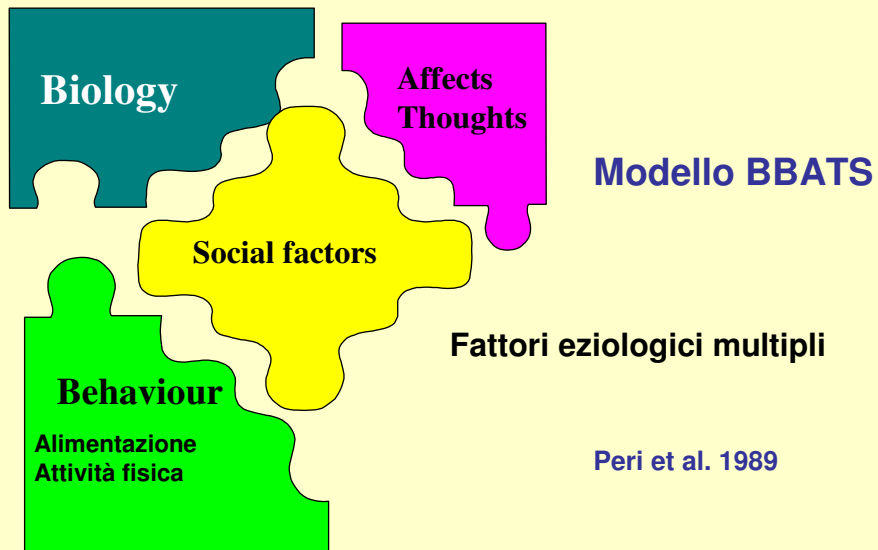 Biology
Affects
Thoughts
Modello BBATS
Social factors
Fattori eziologici multipli
Behaviour
Alimentazione
Attività fisica
Peri et al. 1989